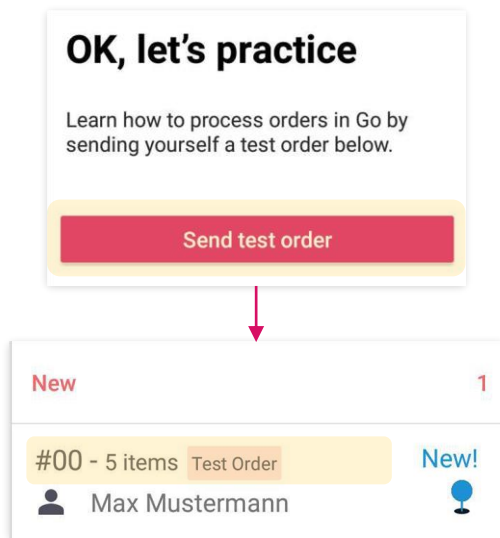 OK, let's practice
Learn how to process orders in Go by
sending yourself a test order below.
Send test order
New 1
#00 - 5 items Test Order New!
Max Mustermann